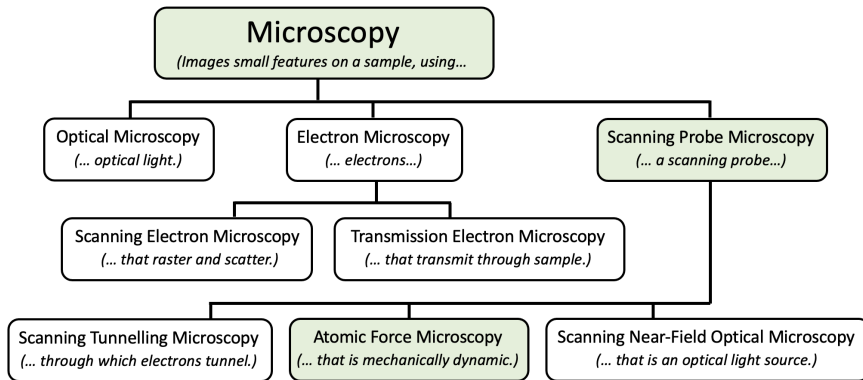 Microscopy
(Images small features on a sample, using…
Optical Microscopy
(… optical light.)
Electron Microscopy
(… electrons…)
Scanning Probe Microscopy
(… a scanning probe…)
Scanning Electron Microscopy
(… that raster and scatter.)
Transmission Electron Microscopy
(… that transmit through sample.)
Scanning Tunnelling Microscopy
(… through which electrons tunnel.)
Atomic Force Microscopy
(… that is mechanically dynamic.)
Scanning Near-Field Optical Microscopy
(… that is an optical light source.)